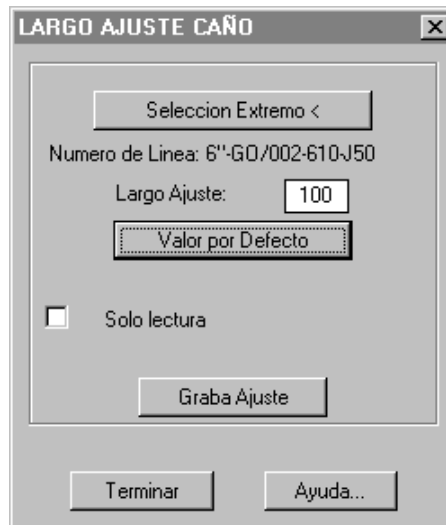 LARGO AJUSTE CAÑO
Seleccion Extremo <
Numero de Linea: 6"-GO/002-610-J50
Largo Ajuste: 100
Valor por Defecto
Solo lectura
Graba Ajuste
Terminar Ayuda...